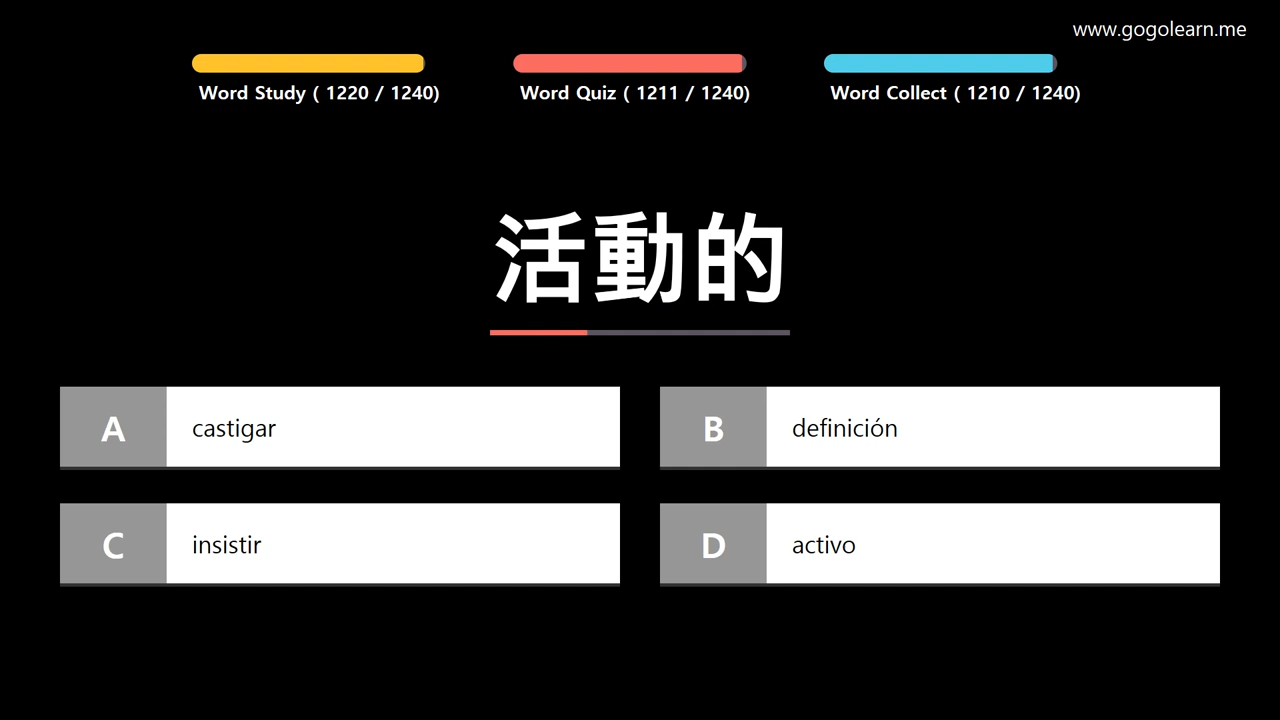 www.gogolearn.me
Word Study ( 1220 / 1240)
Word Quiz ( 1211 / 1240)
Word Collect ( 1210 / 1240)
活動的
A castigar
B definición
C insistir
D activo